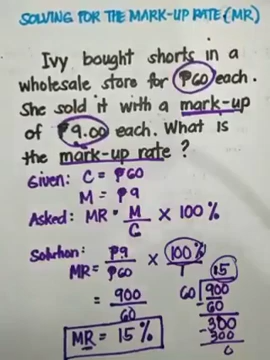 SOLVING FOR THE MARK-UP RATE (MR)
Ivy bought shorts in a
wholesale store for ₱60 each.
She sold it with a mark-up
of ₱9.00 each. What is
the mark-up rate ?
Given: C = ₱60
M = ₱9
Asked: MR = M/C × 100%
Solution:
MR = ₱9/₱60 × 100%/1
= 900/60
MR = 15%
15
60 900
- 60
300
- 300
0